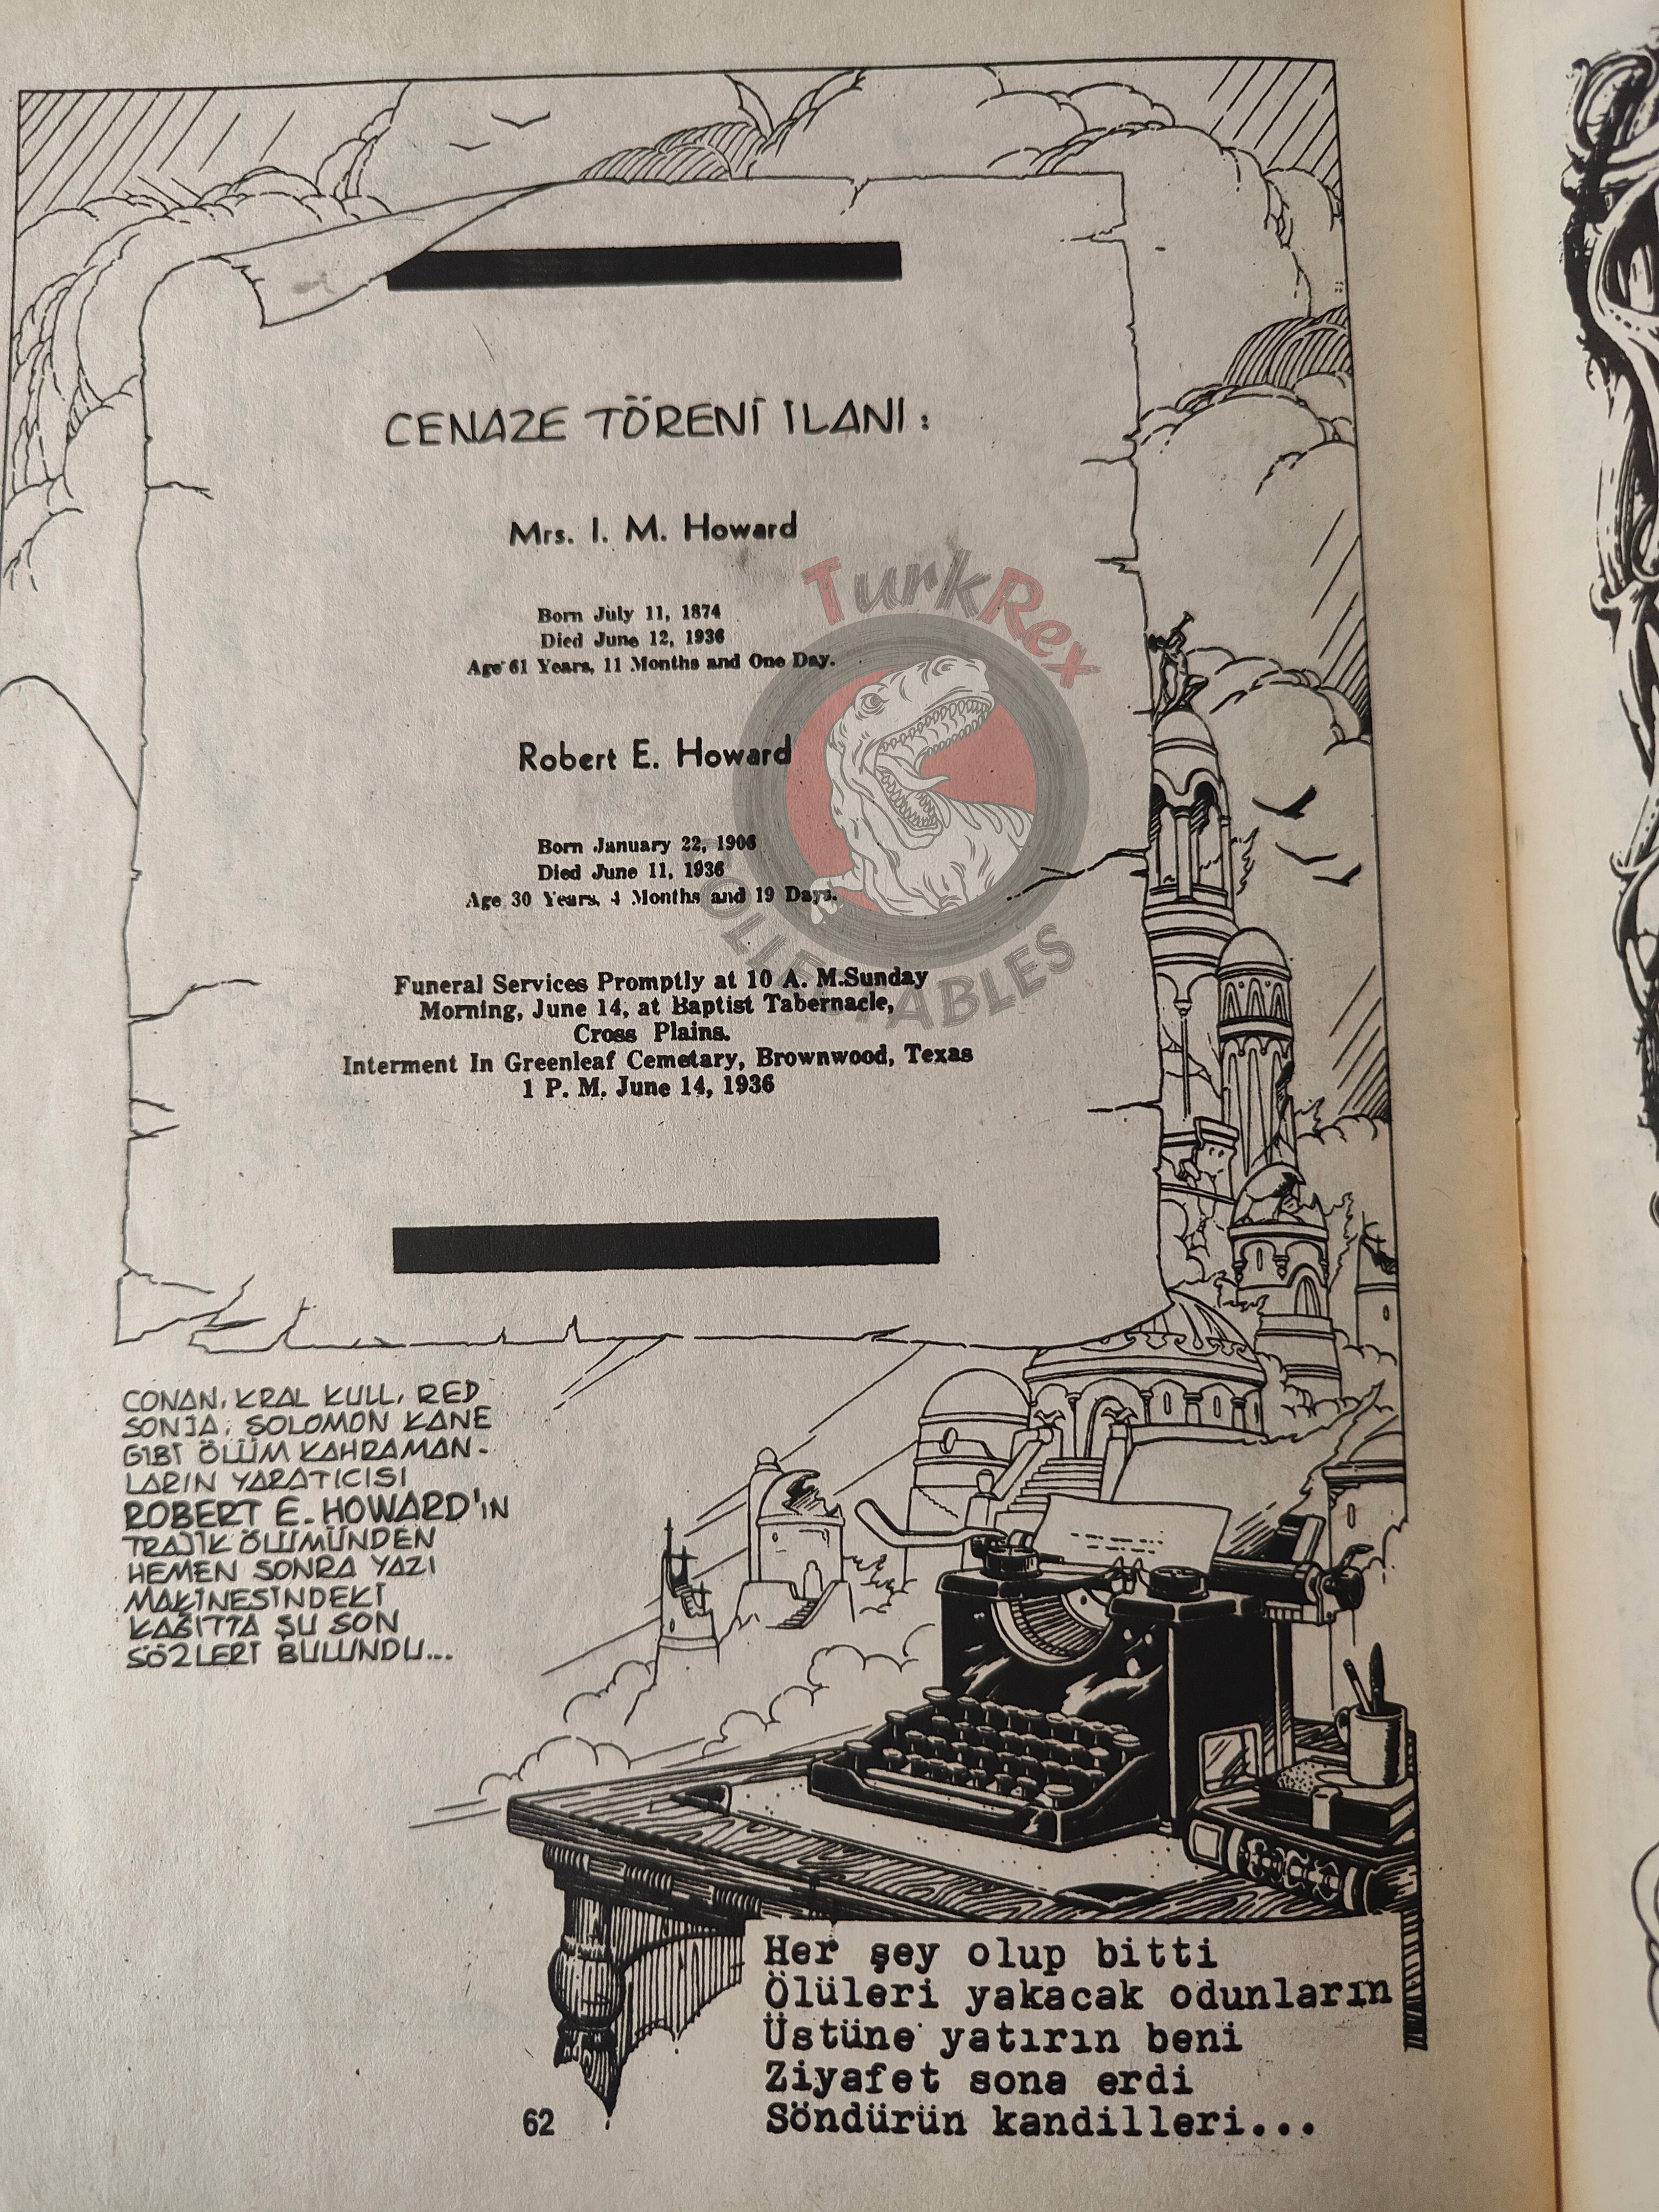 CENAZE TÖRENİ İLANI:
Mrs. I. M. Howard
Born July 11, 1874
Died June 12, 1936
Age 61 Years, 11 Months and One Day.
Robert E. Howard
Born January 22, 1906
Died June 11, 1936
Age 30 Years, 4 Months and 19 Days.
Funeral Services Promptly at 10 A. M.Sunday
Morning, June 14, at Baptist Tabernacle,
Cross Plains.
Interment In Greenleaf Cemetary, Brownwood, Texas
1 P. M. June 14, 1936
TurkRex
COLLECTABLES
CONAN, KRAL KULL, RED
SONJA, SOLOMON KANE
GİBİ ÖLÜM KAHRAMAN-
LARIN YARATICISI
ROBERT E. HOWARD'IN
TRAJİK ÖLÜMÜNDEN
HEMEN SONRA YAZI
MAKİNESİNDEKİ
KAĞITTA ŞU SON
SÖZLERİ BULUNDU...
Her şey olup bitti
Ölüleri yakacak odunların
Üstüne yatırın beni
Ziyafet sona erdi
Söndürün kandilleri...
62